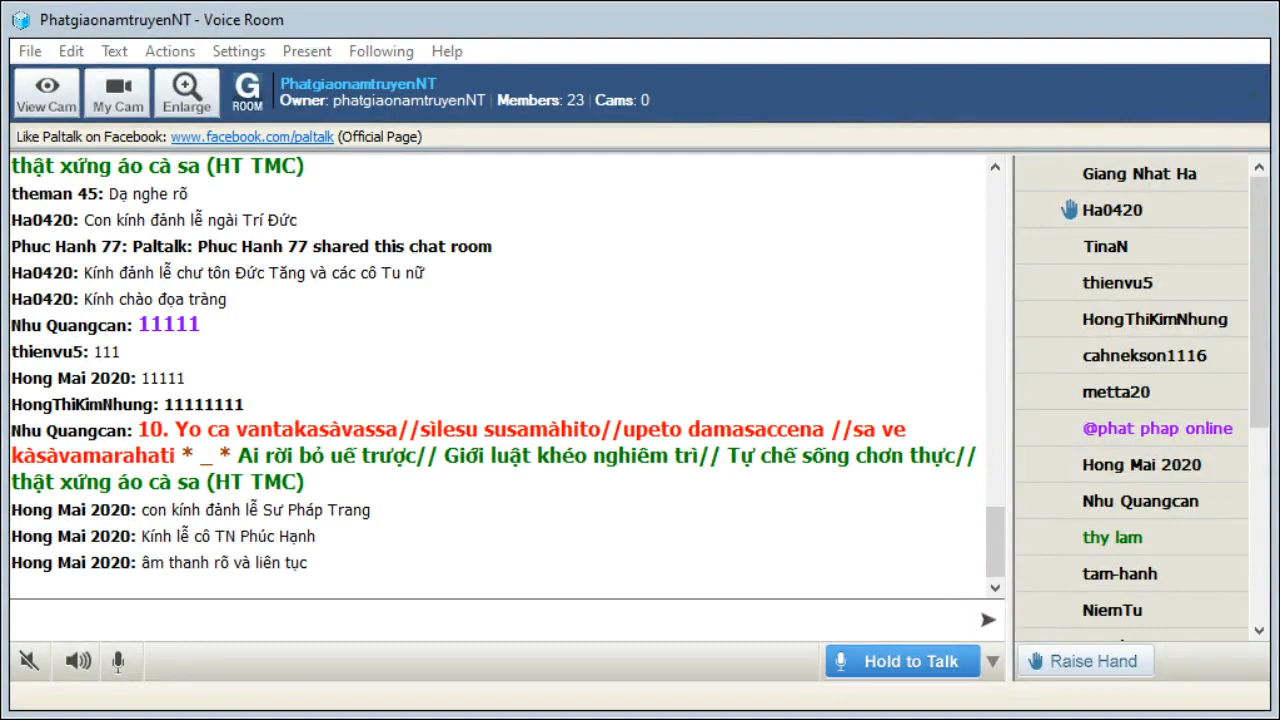 PhatgiaonamtruyenNT - Voice Room
File Edit Text Actions Settings Present Following Help
View Cam My Cam Enlarge G ROOM
PhatgiaonamtruyenNT
Owner: phatgiaonamtruyenNT | Members: 23 | Cams: 0
Like Paltalk on Facebook: www.facebook.com/paltalk (Official Page)
thật xứng áo cà sa (HT TMC)
theman 45: Dạ nghe rõ
Ha0420: Con kính đảnh lễ ngài Trí Đức
Phuc Hanh 77: Paltalk: Phuc Hanh 77 shared this chat room
Ha0420: Kính đảnh lễ chư tôn Đức Tăng và các cô Tu nữ
Ha0420: Kính chào đọa tràng
Nhu Quangcan: 11111
thienvu5: 111
Hong Mai 2020: 11111
HongThiKimNhung: 11111111
Nhu Quangcan: 10. Yo ca vantakasàvassa//sìlesu susamàhito//upeto damasaccena //sa ve
kàsàvamarahati * _ * Ai rời bỏ uế trược// Giới luật khéo nghiêm trì// Tự chế sống chơn thực//
thật xứng áo cà sa (HT TMC)
Hong Mai 2020: con kính đảnh lễ Sư Pháp Trang
Hong Mai 2020: Kính lễ cô TN Phúc Hạnh
Hong Mai 2020: âm thanh rõ và liên tục
Giang Nhat Ha
Ha0420
TinaN
thienvu5
HongThiKimNhung
cahnekson1116
metta20
@phat phap online
Hong Mai 2020
Nhu Quangcan
thy lam
tam-hanh
NiemTu
Hold to Talk
Raise Hand